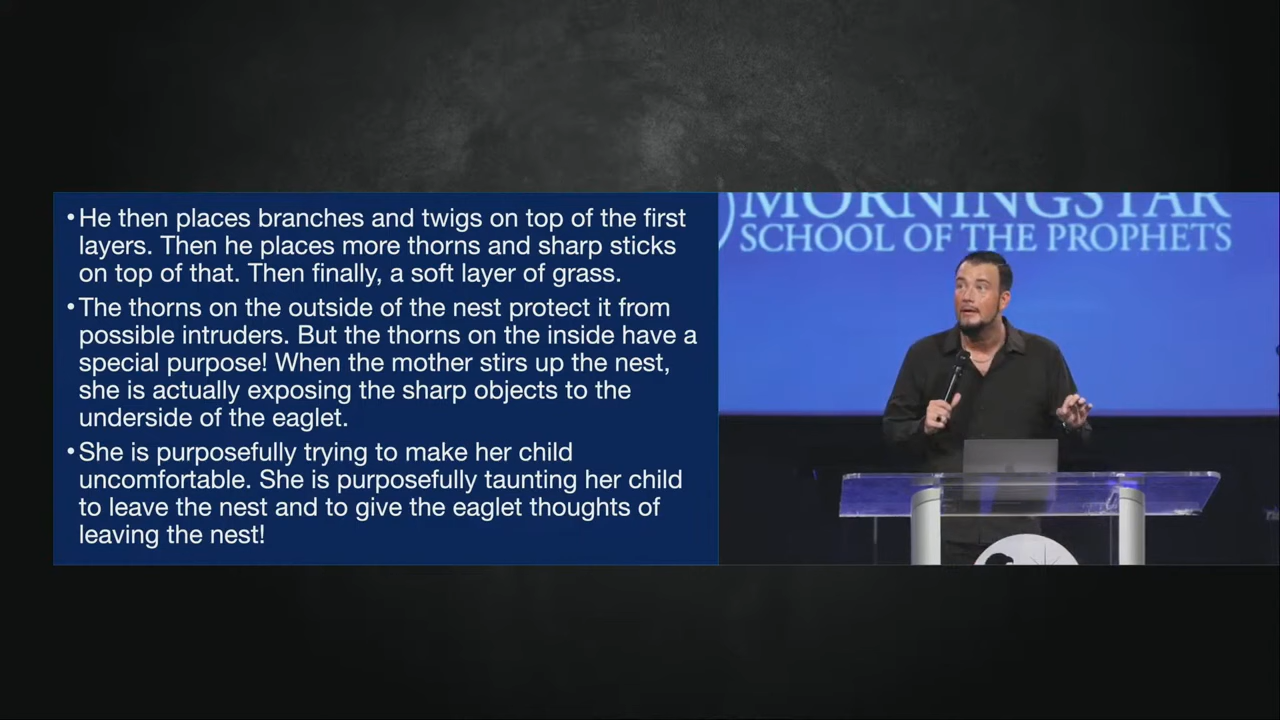 • He then places branches and twigs on top of the first
layers. Then he places more thorns and sharp sticks
on top of that. Then finally, a soft layer of grass.
• The thorns on the outside of the nest protect it from
possible intruders. But the thorns on the inside have a
special purpose! When the mother stirs up the nest,
she is actually exposing the sharp objects to the
underside of the eaglet.
• She is purposefully trying to make her child
uncomfortable. She is purposefully taunting her child
to leave the nest and to give the eaglet thoughts of
leaving the nest!
MORNINGSTAR
SCHOOL OF THE PROPHETS